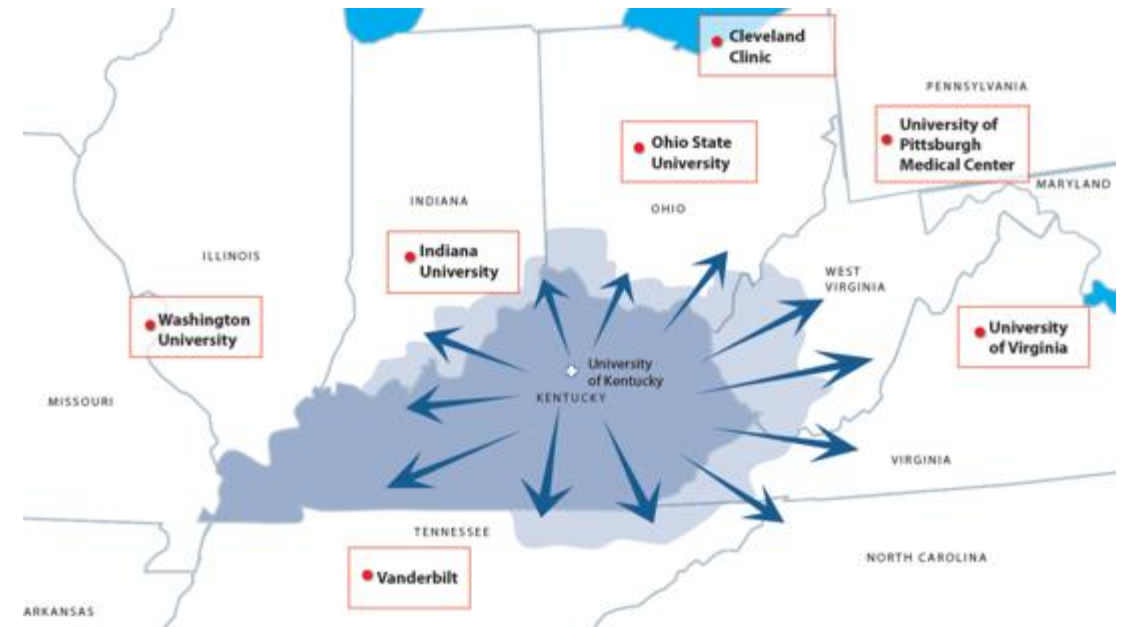 Cleveland
Clinic
PENNSYLVANIA
University of
Pittsburgh
Medical Center
Ohio State
University
MARYLAND
INDIANA
OHIO
ILLINOIS
Indiana
University
WEST
VIRGINIA
Washington
University
University
of Virginia
University
of Kentucky
KENTUCKY
MISSOURI
VIRGINIA
TENNESSEE
NORTH CAROLINA
Vanderbilt
ARKANSAS